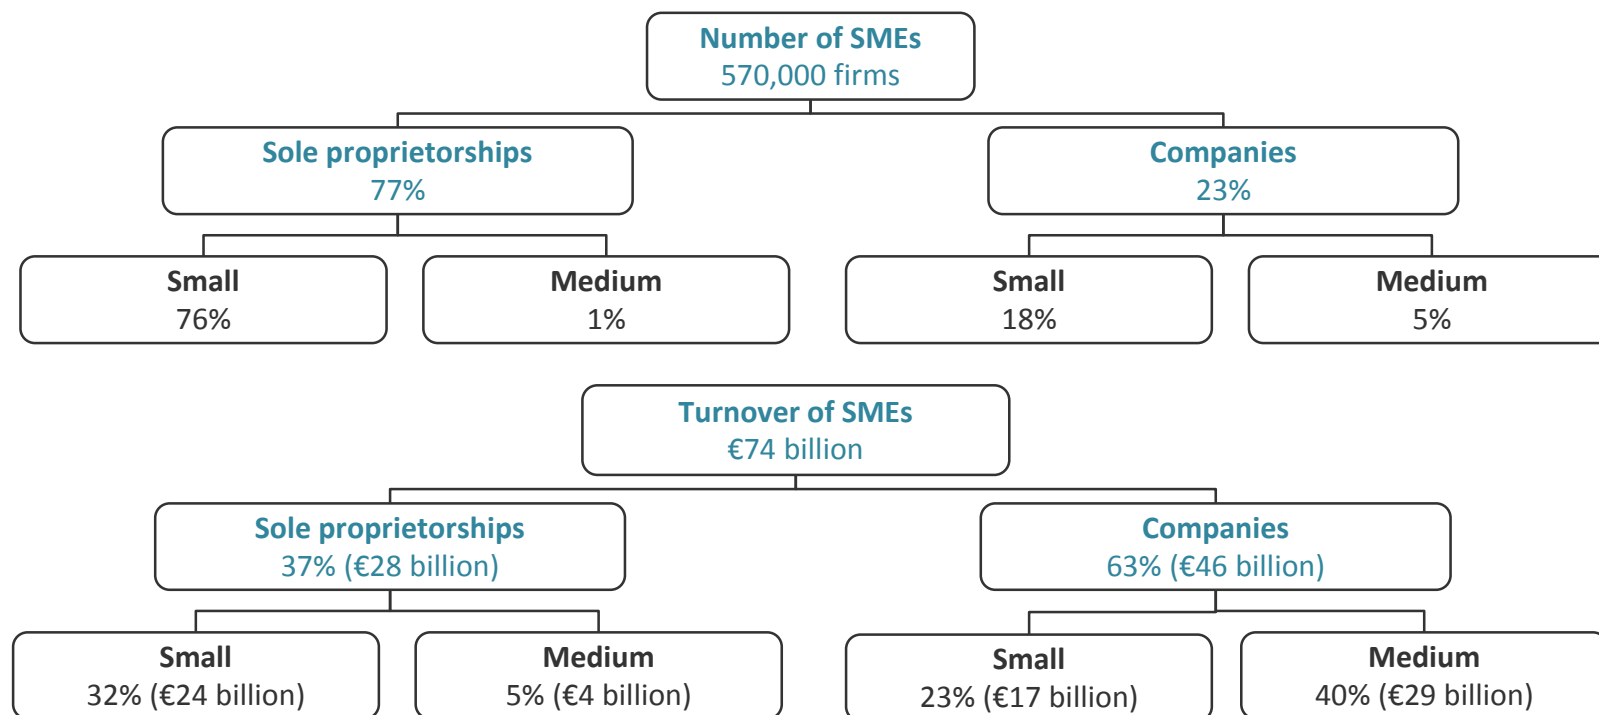 Number of SMEs
570,000 firms
Sole proprietorships
77%
Companies
23%
Small
76%
Medium
1%
Small
18%
Medium
5%
Turnover of SMEs
€74 billion
Sole proprietorships
37% (€28 billion)
Companies
63% (€46 billion)
Small
32% (€24 billion)
Medium
5% (€4 billion)
Small
23% (€17 billion)
Medium
40% (€29 billion)